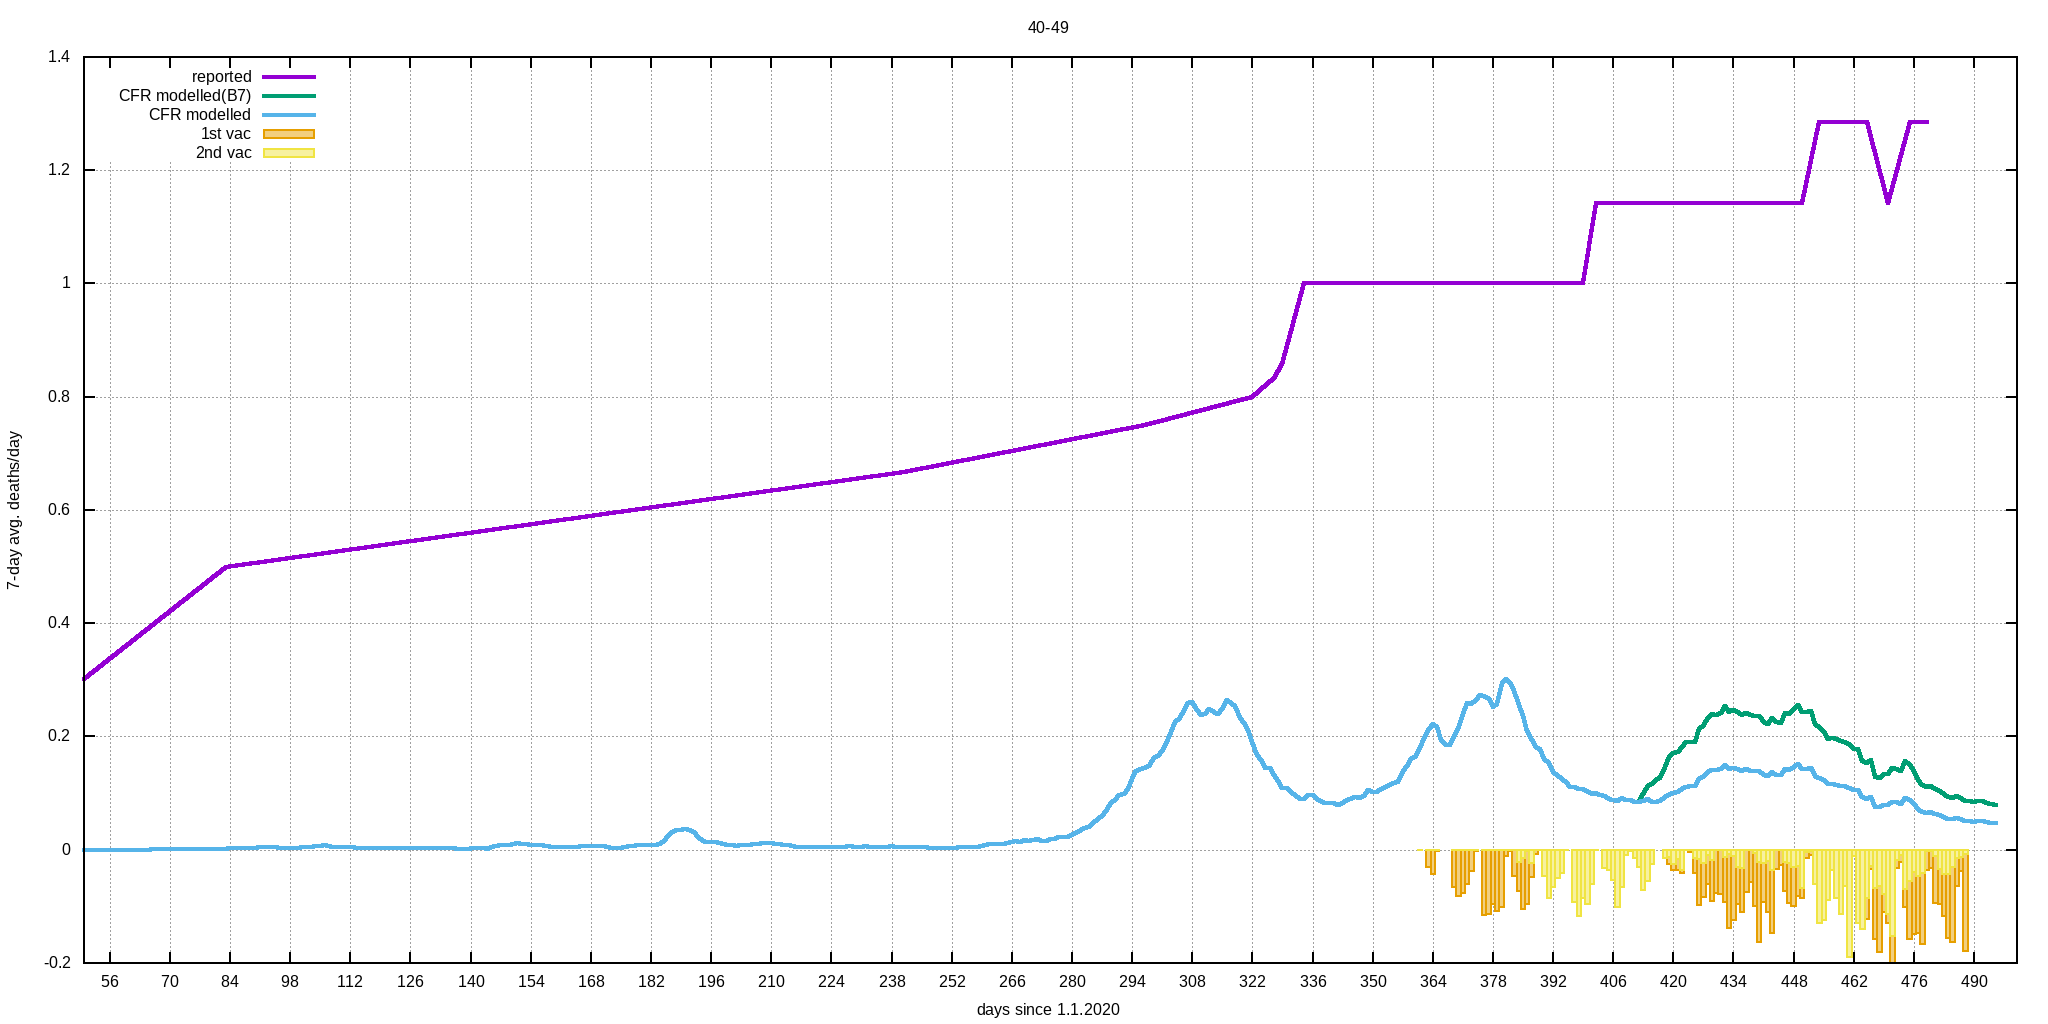 40-49
1.4
1.2
1
0.8
0.6
0.4
0.2
0
-0.2
7-day avg. deaths/day
reported
CFR modelled(B7)
CFR modelled
1st vac
2nd vac
56 70 84 98 112 126 140 154 168 182 196 210 224 238 252 266 280 294 308 322 336 350 364 378 392 406 420 434 448 462 476 490
days since 1.1.2020